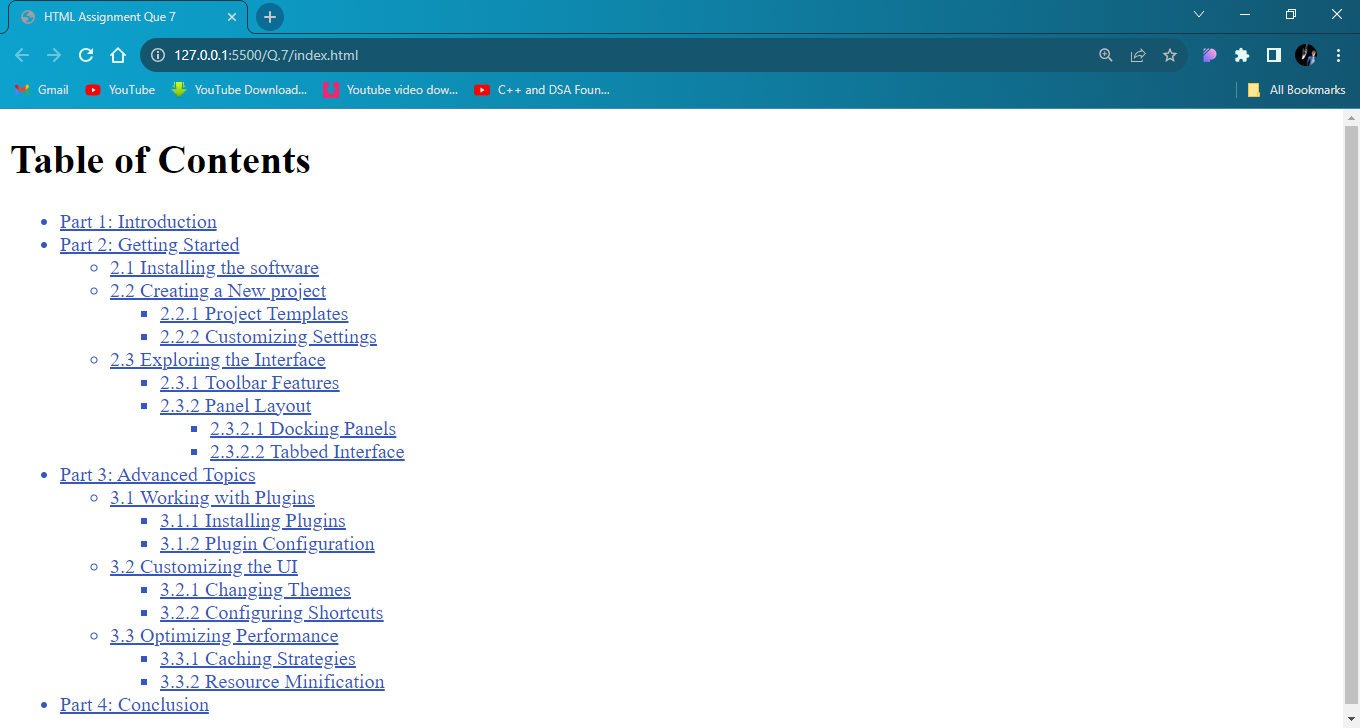 HTML Assignment Que 7
127.0.0.1:5500/Q.7/index.html
Gmail YouTube YouTube Download... Youtube video dow... C++ and DSA Foun... All Bookmarks
Table of Contents
Part 1: Introduction
Part 2: Getting Started
2.1 Installing the software
2.2 Creating a New project
2.2.1 Project Templates
2.2.2 Customizing Settings
2.3 Exploring the Interface
2.3.1 Toolbar Features
2.3.2 Panel Layout
2.3.2.1 Docking Panels
2.3.2.2 Tabbed Interface
Part 3: Advanced Topics
3.1 Working with Plugins
3.1.1 Installing Plugins
3.1.2 Plugin Configuration
3.2 Customizing the UI
3.2.1 Changing Themes
3.2.2 Configuring Shortcuts
3.3 Optimizing Performance
3.3.1 Caching Strategies
3.3.2 Resource Minification
Part 4: Conclusion